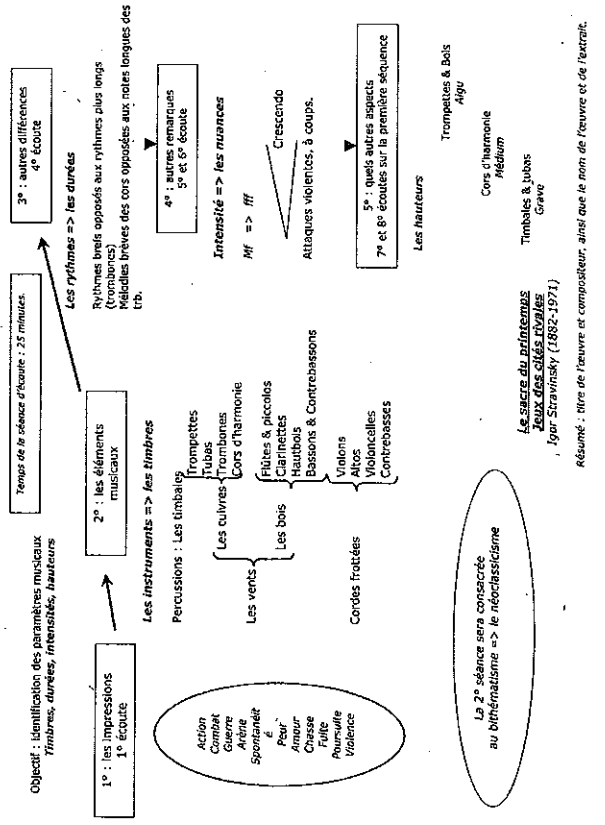 Objectif : identification des paramètres musicaux
Timbres, durées, intensités, hauteurs
Temps de la séance d'écoute : 25 minutes.
1° : les impressions
1° écoute
Action
Combat
Guerre
Arène
Spontanéit
é
Peur
Amour
Chasse
Fuite
Poursuite
Violence
2° : les éléments
musicaux
Les instruments => les timbres
Percussions : Les timbales
Les vents
Les cuivres
Trompettes
Tubas
Trombones
Cors d'harmonie
Les bois
Flûtes & piccolos
Clarinettes
Hautbois
Bassons & Contrebassons
Cordes frottées
Violons
Altos
Violoncelles
Contrebasses
3° : autres différences
4° écoute
Les rythmes => les durées
Rythmes brefs opposés aux rythmes plus longs
(trombones)
Mélodies brèves des cors opposées aux notes longues des
trb.
4° : autres remarques
5° et 6° écoute
Intensité => les nuances
Mf => fff
Crescendo
Attaques violentes, à coups.
5° : quels autres aspects
7° et 8° écoutes sur la première séquence
Les hauteurs
Trompettes & Bois
Aigu
Cors d'harmonie
Médium
Timbales & tubas
Grave
La 2° séance sera consacrée
au bithématisme => le néoclassicisme
Le sacre du printemps
Jeux des cités rivales
Igor Stravinsky (1882-1971)
Résumé : titre de l'œuvre et compositeur, ainsi que le nom de l'œuvre et de l'extrait.